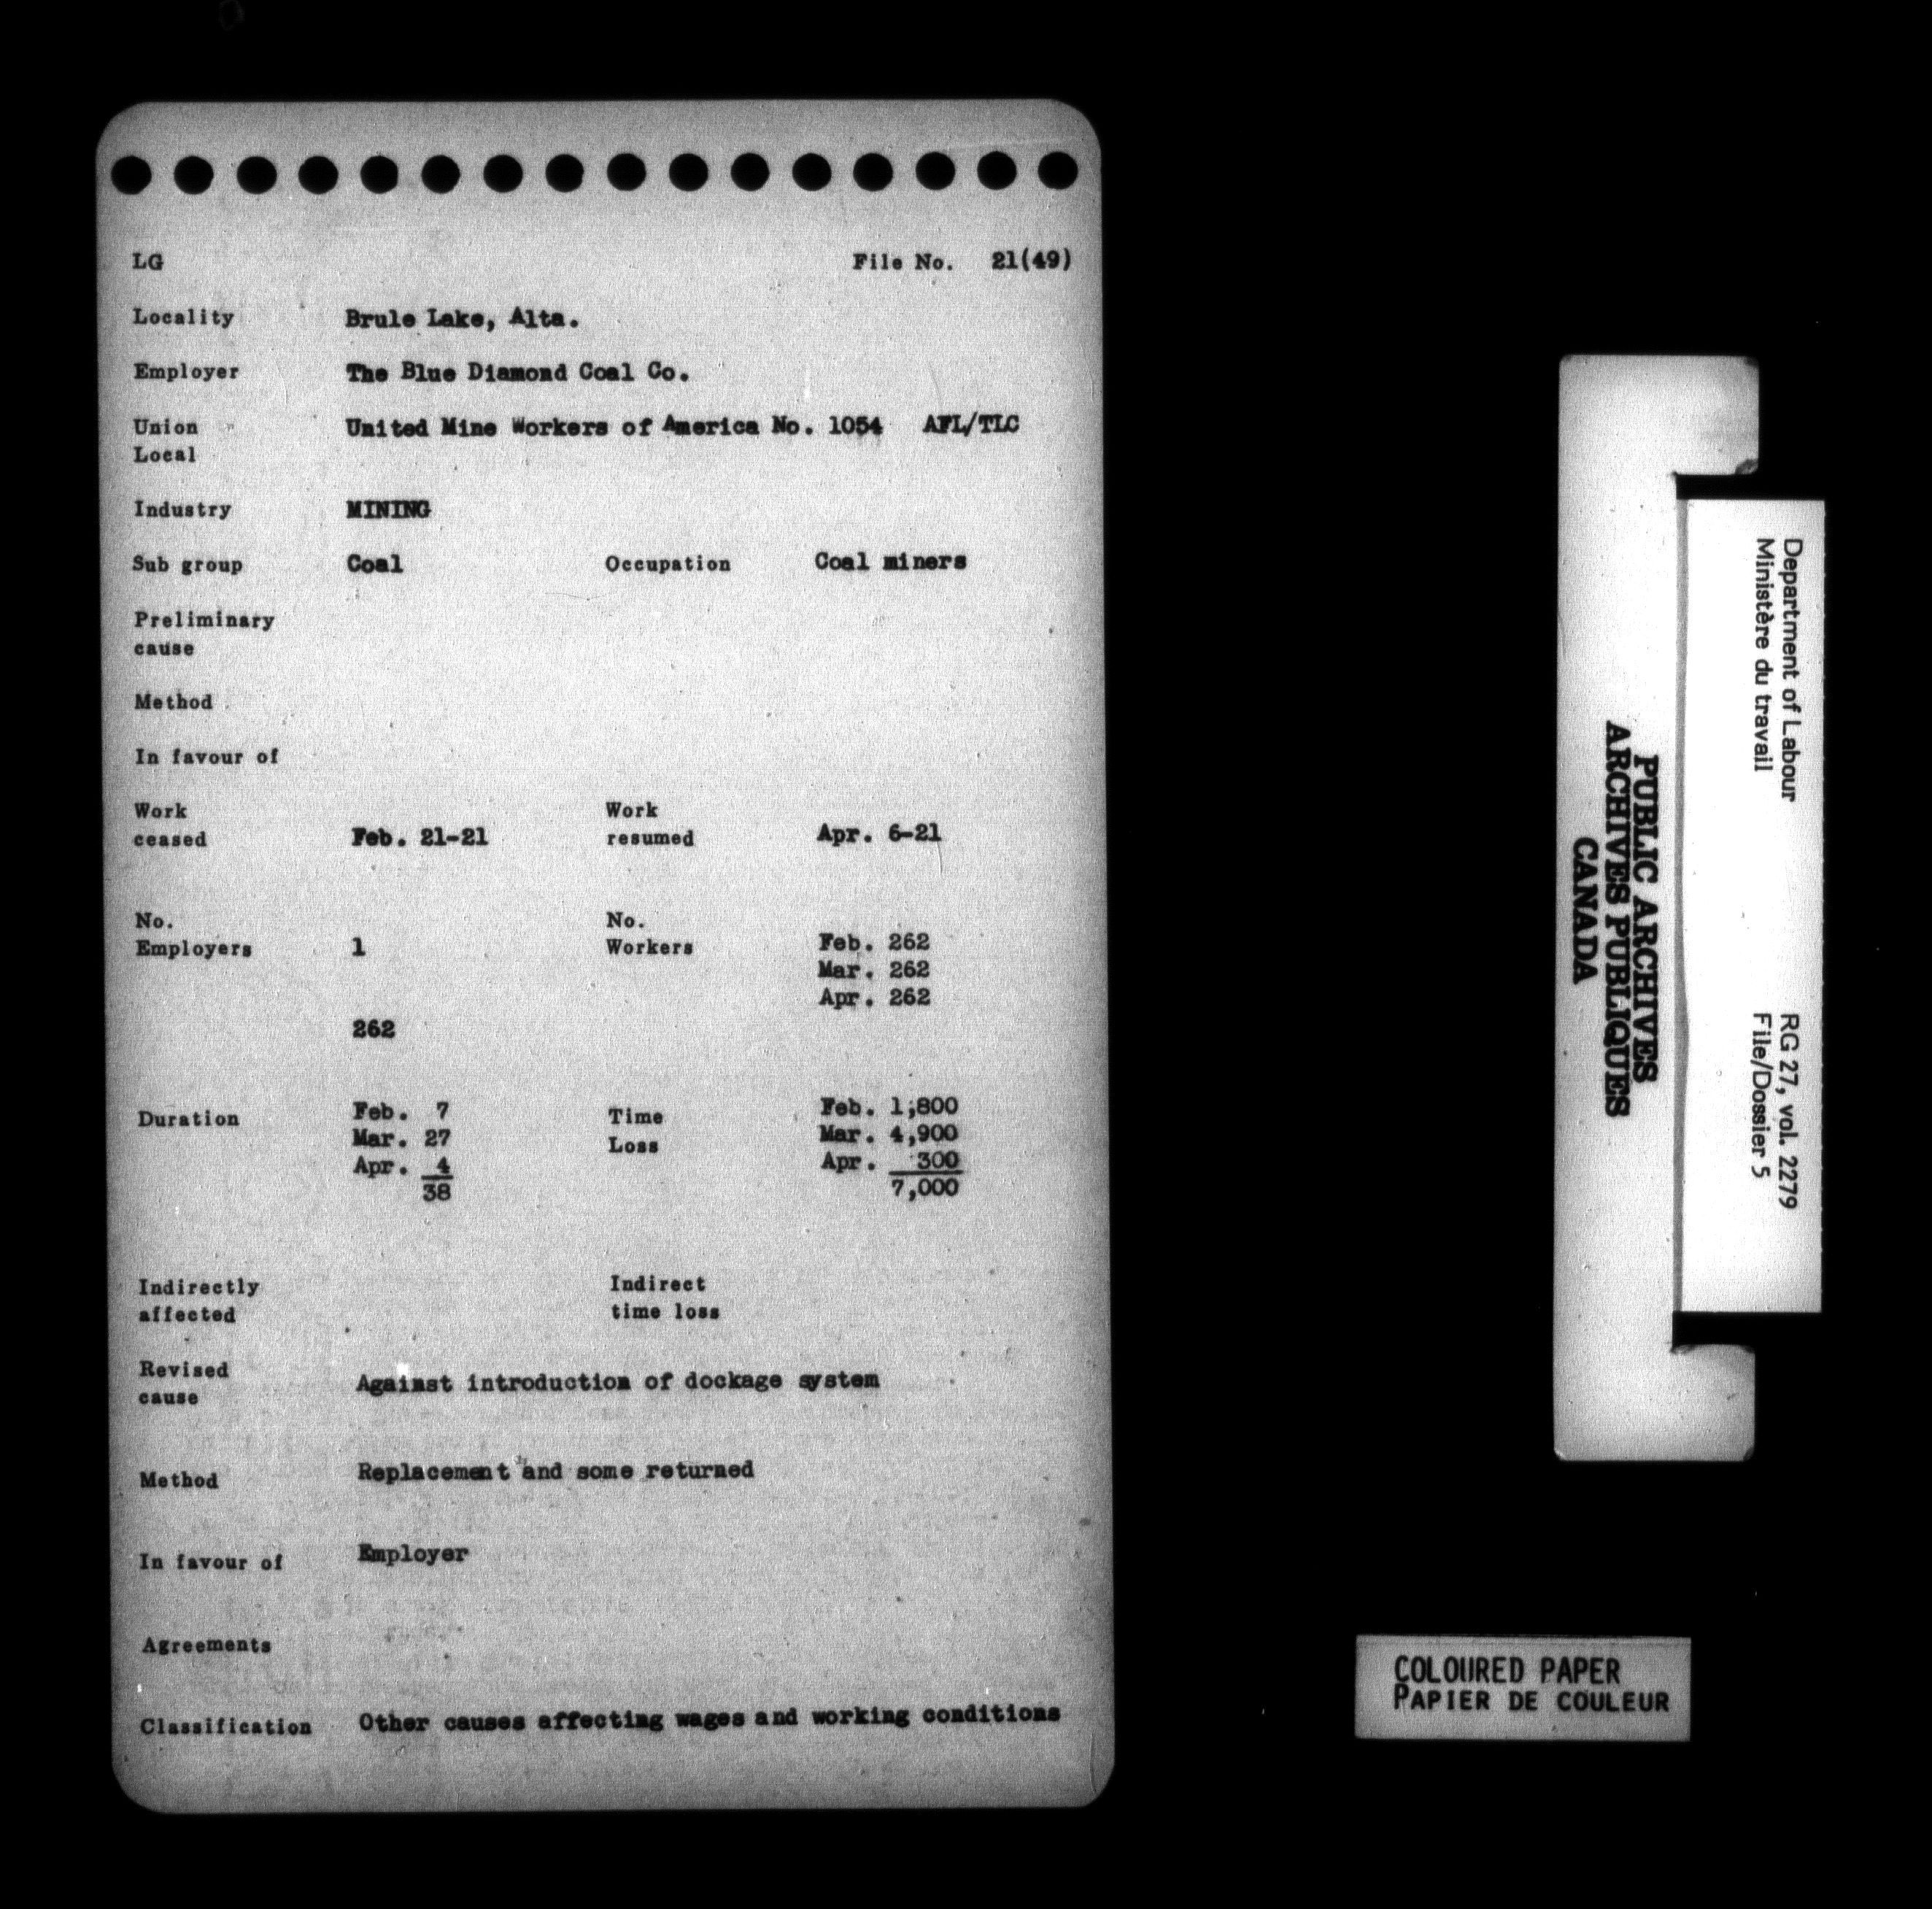 LG File No. 21(49)
Locality Brule Lake, Alta.
Employer The Blue Diamond Coal Co.
Union United Mine Workers of America No. 1054 AFL/TLC
Local
Industry MINING
Sub group Coal Occupation Coal miners
Preliminary
cause
Method
In favour of
Work Work
ceased Feb. 21-21 resumed Apr. 6-21
No. No.
Employers 1 Workers Feb. 262
Mar. 262
Apr. 262
262
Duration Feb. 7 Time Feb. 1,800
Mar. 27 Loss Mar. 4,900
Apr. 4 Apr. 300
38 7,000
Indirectly Indirect
affected time loss
Revised
cause Against introduction of dockage system
Method Replacement and some returned
In favour of Employer
Agreements
Classification Other causes affecting wages and working conditions
Department of Labour RG 27, vol. 2279
Ministère du travail File/Dossier 5
PUBLIC ARCHIVES
ARCHIVES PUBLIQUES
CANADA
COLOURED PAPER
PAPIER DE COULEUR